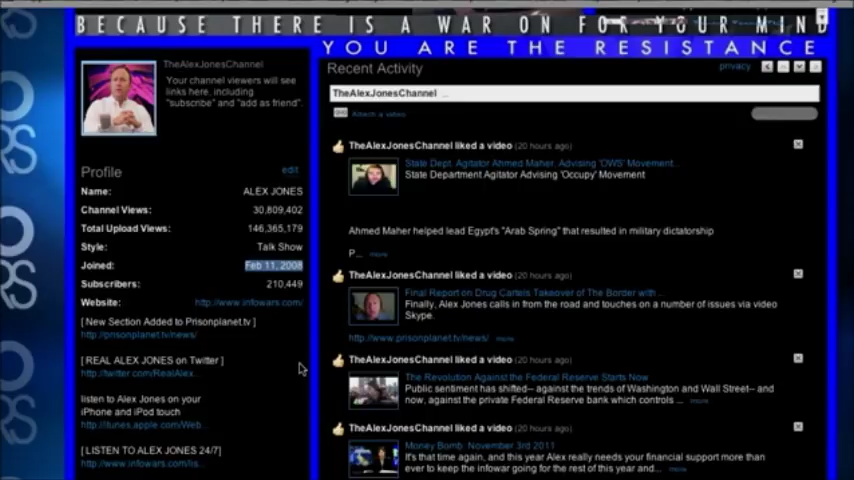 BECAUSE THERE IS A WAR ON FOR YOUR MIND
YOU ARE THE RESISTANCE
TheAlexJonesChannel
Your channel viewers will see
links here, including
"subscribe" and "add as friend".
Profile
edit
Name: ALEX JONES
Channel Views: 30,809,402
Total Upload Views: 146,365,179
Style: Talk Show
Joined: Feb 11, 2008
Subscribers: 210,449
Website: http://www.infowars.com/
[ New Section Added to Prisonplanet.tv ]
http://prisonplanet.tv/news/
[ REAL ALEX JONES on Twitter ]
http://twitter.com/RealAlex...
listen to Alex Jones on your
iPhone and iPod touch
http://itunes.apple.com/Web...
[ LISTEN TO ALEX JONES 24/7]
http://www.infowars.com/lis...
Recent Activity
privacy
TheAlexJonesChannel ...
Attach a video
TheAlexJonesChannel liked a video (20 hours ago)
State Dept. Agitator Ahmed Maher, Advising 'OWS' Movement...
State Department Agitator Advising 'Occupy' Movement
Ahmed Maher helped lead Egypt's "Arab Spring" that resulted in military dictatorship
P... more
TheAlexJonesChannel liked a video (20 hours ago)
Final Report on Drug Cartels Takeover of The Border with ...
Finally, Alex Jones calls in from the road and touches on a number of issues via video
Skype.
http://www.prisonplanet.tv/news/ more
TheAlexJonesChannel liked a video (20 hours ago)
The Revolution Against the Federal Reserve Starts Now
Public sentiment has shifted-- against the trends of Washington and Wall Street-- and
now, against the private Federal Reserve bank which controls ... more
TheAlexJonesChannel liked a video (20 hours ago)
Money Bomb: November 3rd 2011
It's that time again, and this year Alex really needs your financial support more than
ever to keep the infowar going for the rest of this year and... more